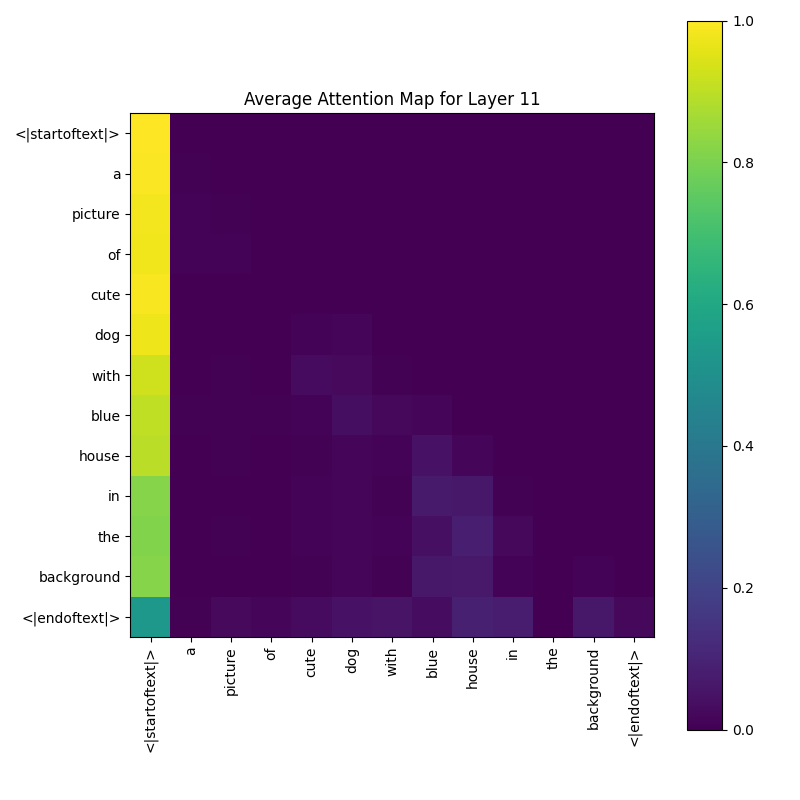 Average Attention Map for Layer 11
<|startoftext|>
a
picture
of
cute
dog
with
blue
house
in
the
background
<|endoftext|>
<|startoftext|>
a
picture
of
cute
dog
with
blue
house
in
the
background
<|endoftext|>
1.0
0.8
0.6
0.4
0.2
0.0